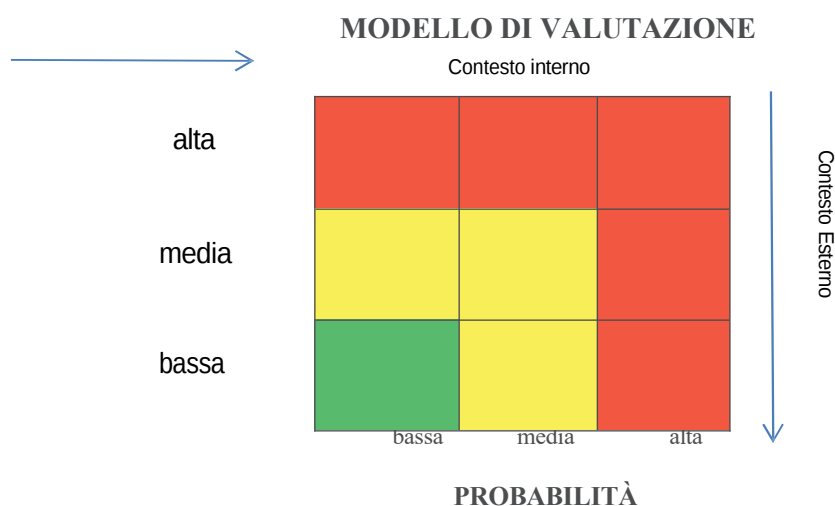 MODELLO DI VALUTAZIONE
Contesto interno
alta
media
bassa
Contesto Esterno
bassa media alta
PROBABILITÀ